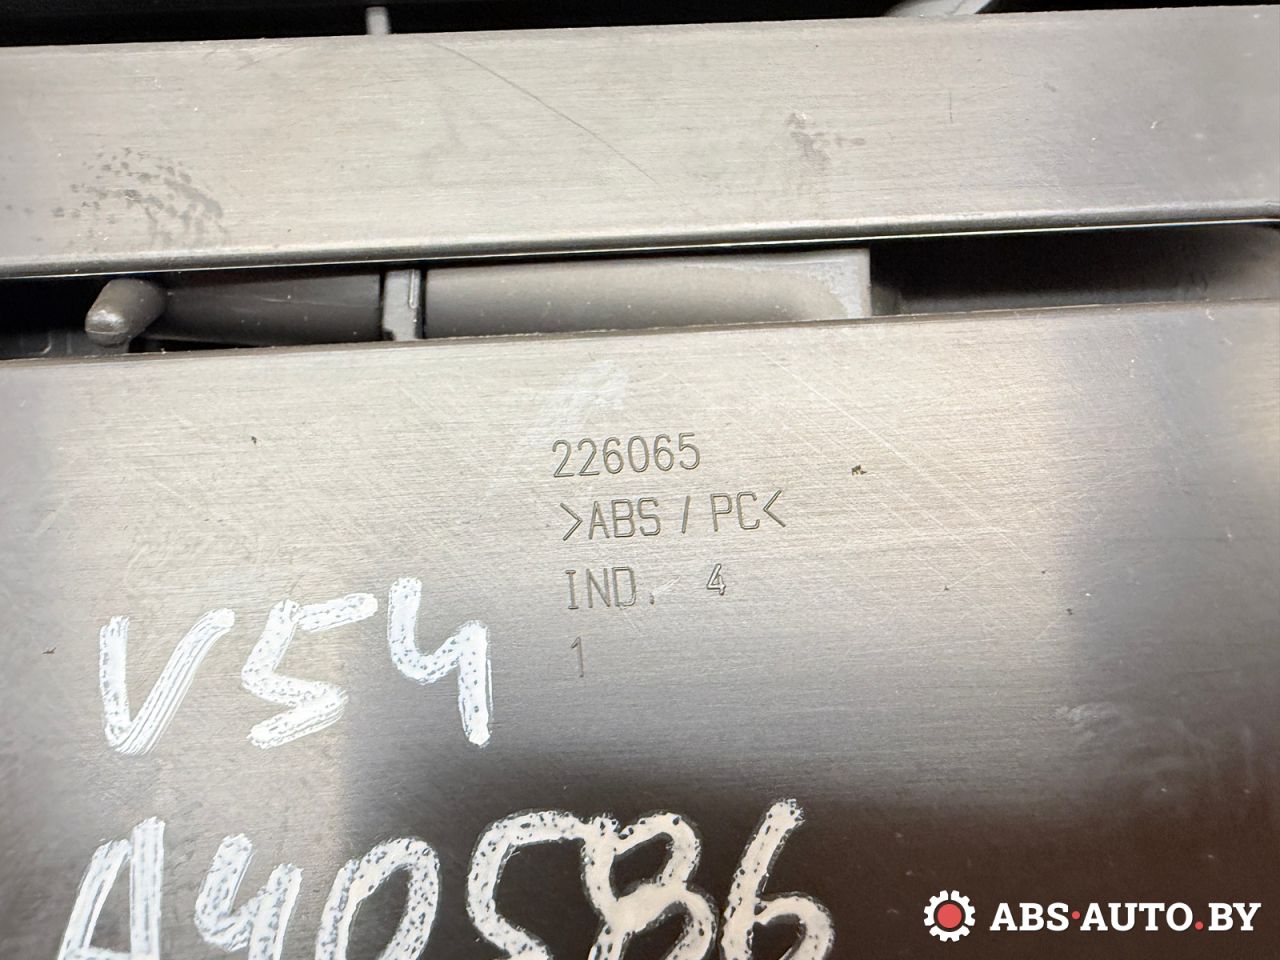 226065
>ABS / PC<
IND. 4
1
V54
A40586
ABS·AUTO.BY